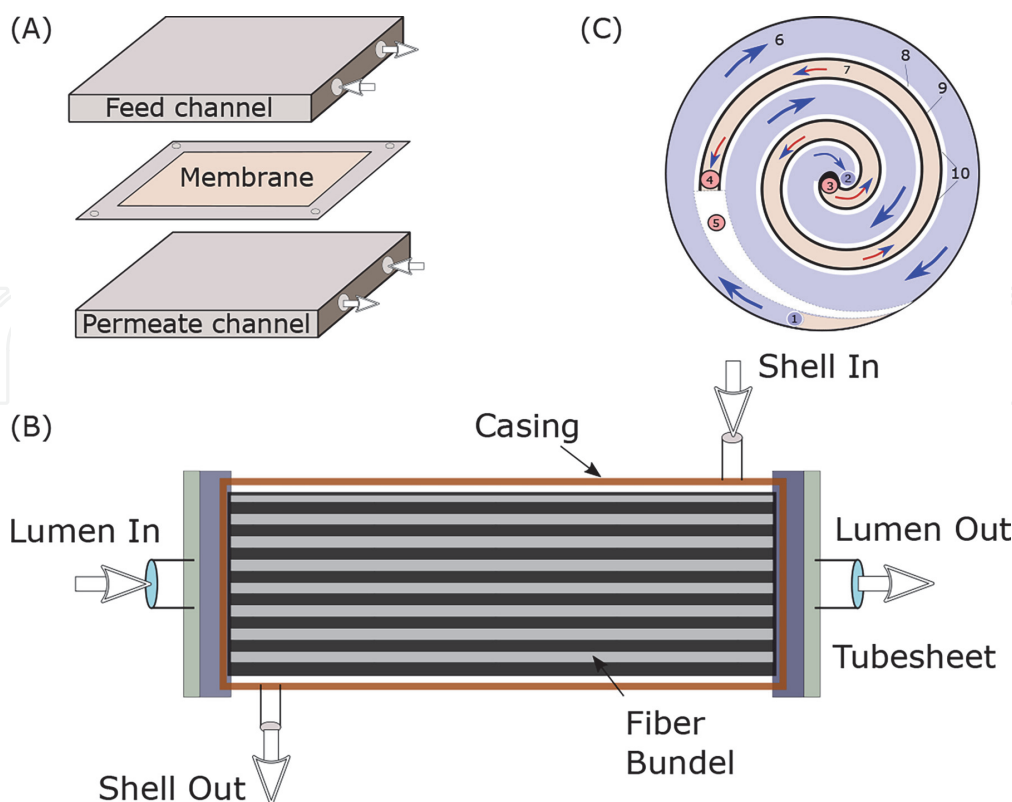 (A)
Feed channel
Membrane
Permeate channel
(C)
6
7
8
9
10
4
3
2
5
1
(B)
Shell In
Casing
Lumen In
Lumen Out
Tubesheet
Fiber
Bundel
Shell Out